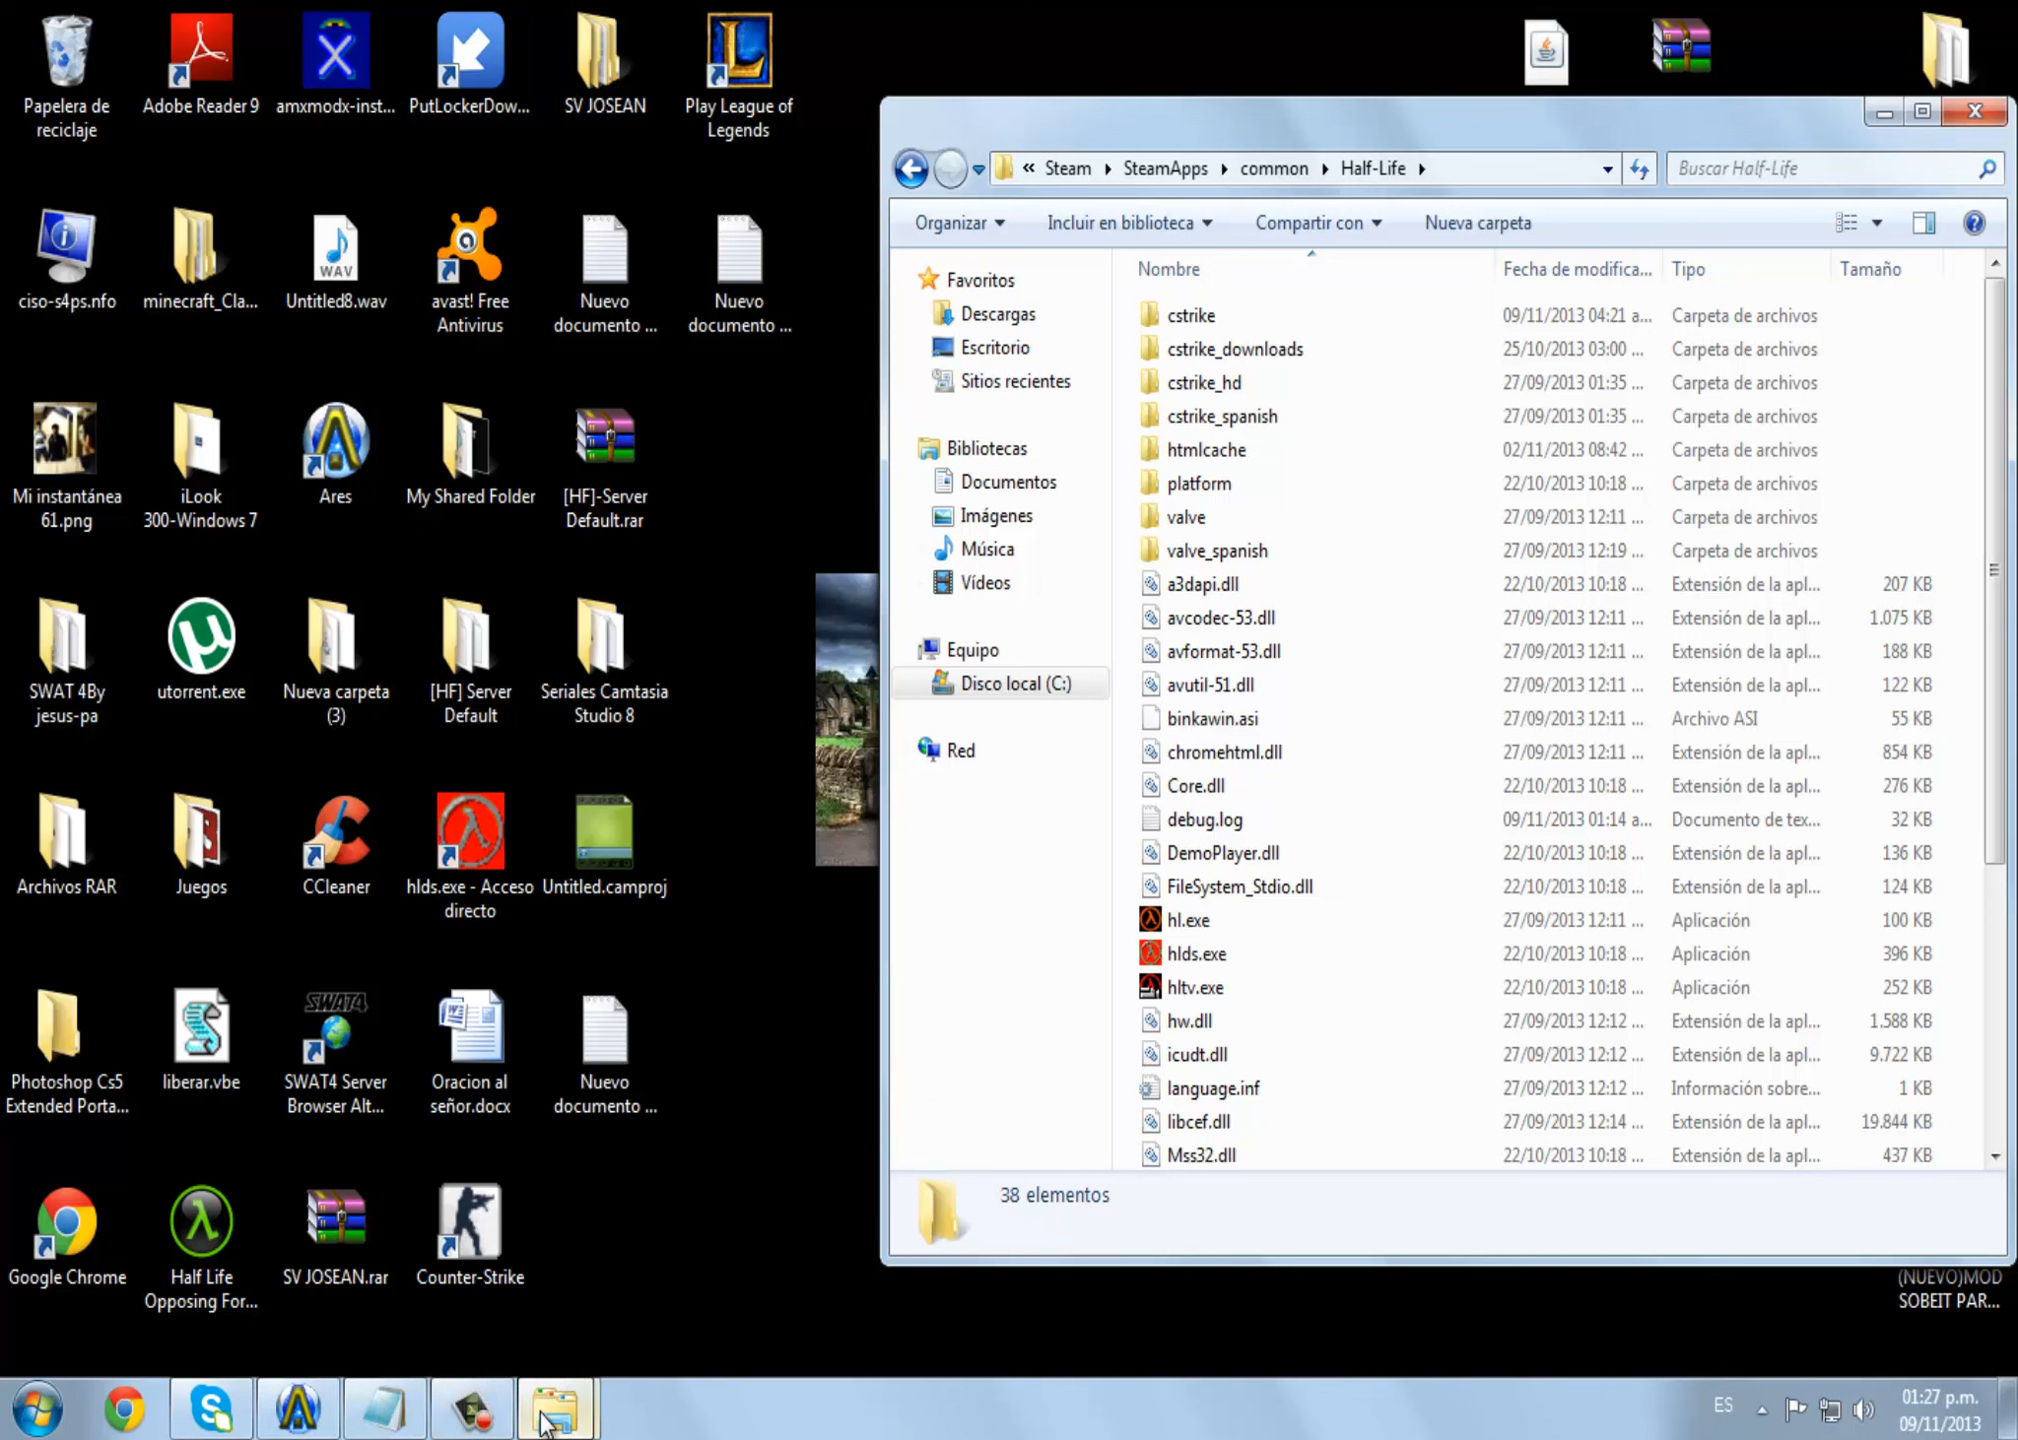 Papelera de
reciclaje
Adobe Reader 9
amxmodx-inst...
PutLockerDow...
SV JOSEAN
Play League of
Legends
ciso-s4ps.nfo
minecraft_Cla...
WAV
Untitled8.wav
avast! Free
Antivirus
Nuevo
documento ...
Nuevo
documento ...
Mi instantánea
61.png
iLook
300-Windows 7
Ares
My Shared Folder
[HF]-Server
Default.rar
SWAT 4By
jesus-pa
utorrent.exe
Nueva carpeta
(3)
[HF] Server
Default
Seriales Camtasia
Studio 8
Archivos RAR
Juegos
CCleaner
hlds.exe - Acceso
directo
Untitled.camproj
Photoshop Cs5
Extended Porta...
liberar.vbe
SWAT4
SWAT4 Server
Browser Alt...
Oracion al
señor.docx
Nuevo
documento ...
Google Chrome
Half Life
Opposing For...
SV JOSEAN.rar
Counter-Strike
« Steam SteamApps common Half-Life
Buscar Half-Life
Organizar
Incluir en biblioteca
Compartir con
Nueva carpeta
Favoritos
Descargas
Escritorio
Sitios recientes
Bibliotecas
Documentos
Imágenes
Música
Vídeos
Equipo
Disco local (C:)
Red
Nombre Fecha de modifica... Tipo Tamaño
cstrike 09/11/2013 04:21 a... Carpeta de archivos
cstrike_downloads 25/10/2013 03:00 ... Carpeta de archivos
cstrike_hd 27/09/2013 01:35 ... Carpeta de archivos
cstrike_spanish 27/09/2013 01:35 ... Carpeta de archivos
htmlcache 02/11/2013 08:42 ... Carpeta de archivos
platform 22/10/2013 10:18 ... Carpeta de archivos
valve 27/09/2013 12:11 ... Carpeta de archivos
valve_spanish 27/09/2013 12:19 ... Carpeta de archivos
a3dapi.dll 22/10/2013 10:18 ... Extensión de la apl... 207 KB
avcodec-53.dll 27/09/2013 12:11 ... Extensión de la apl... 1.075 KB
avformat-53.dll 27/09/2013 12:11 ... Extensión de la apl... 188 KB
avutil-51.dll 27/09/2013 12:11 ... Extensión de la apl... 122 KB
binkawin.asi 27/09/2013 12:11 ... Archivo ASI 55 KB
chromehtml.dll 27/09/2013 12:11 ... Extensión de la apl... 854 KB
Core.dll 22/10/2013 10:18 ... Extensión de la apl... 276 KB
debug.log 09/11/2013 01:14 a... Documento de tex... 32 KB
DemoPlayer.dll 22/10/2013 10:18 ... Extensión de la apl... 136 KB
FileSystem_Stdio.dll 22/10/2013 10:18 ... Extensión de la apl... 124 KB
hl.exe 27/09/2013 12:11 ... Aplicación 100 KB
hlds.exe 22/10/2013 10:18 ... Aplicación 396 KB
hltv.exe 22/10/2013 10:18 ... Aplicación 252 KB
hw.dll 27/09/2013 12:12 ... Extensión de la apl... 1.588 KB
icudt.dll 27/09/2013 12:12 ... Extensión de la apl... 9.722 KB
language.inf 27/09/2013 12:12 ... Información sobre... 1 KB
libcef.dll 27/09/2013 12:14 ... Extensión de la apl... 19.844 KB
Mss32.dll 22/10/2013 10:18 ... Extensión de la apl... 437 KB
38 elementos
(NUEVO)MOD
SOBEIT PAR...
ES
01:27 p.m.
09/11/2013